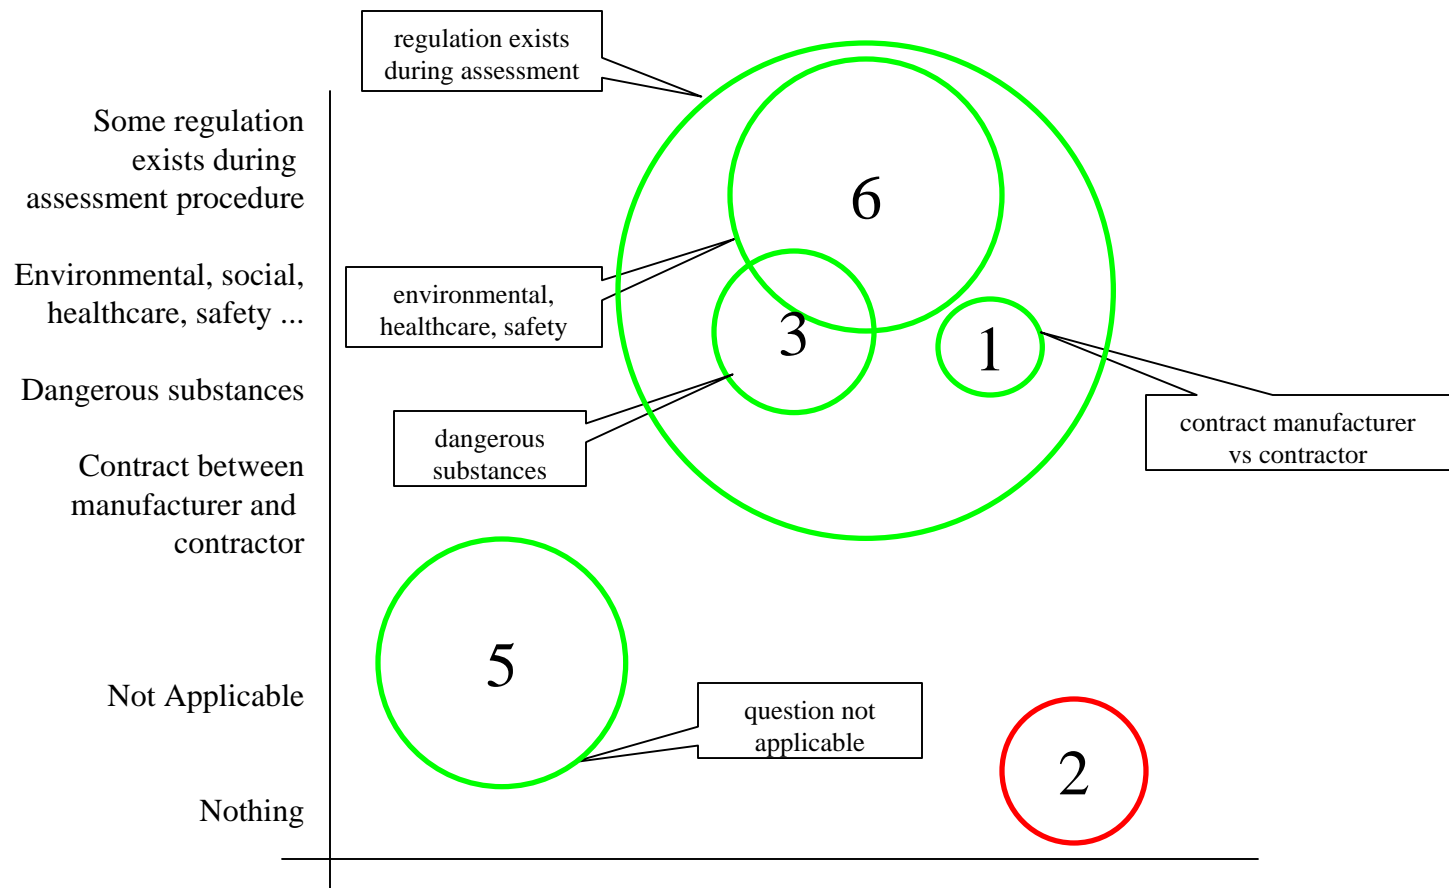 regulation exists
during assessment
Some regulation
exists during
assessment procedure
Environmental, social,
healthcare, safety ...
Dangerous substances
Contract between
manufacturer and
contractor
Not Applicable
Nothing
6
environmental,
healthcare, safety
3
1
dangerous
substances
contract manufacturer
vs contractor
5
question not
applicable
2